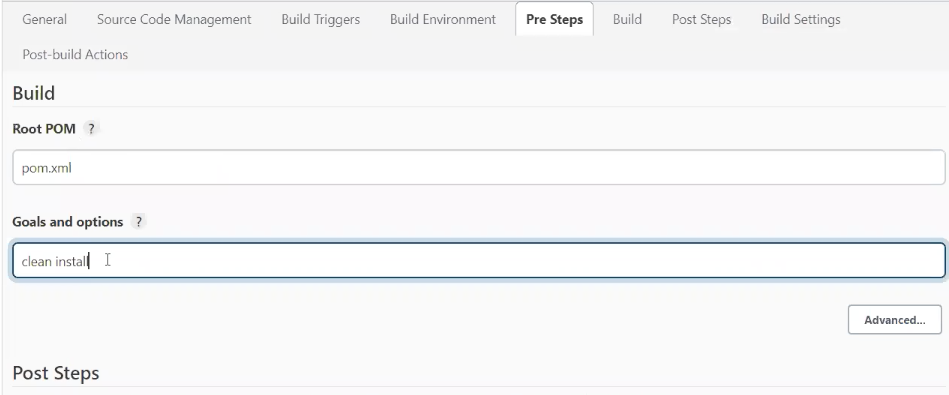 General Source Code Management Build Triggers Build Environment Pre Steps Build Post Steps Build Settings
Post-build Actions
Build
Root POM ?
pom.xml
Goals and options ?
clean install
Advanced...
Post Steps